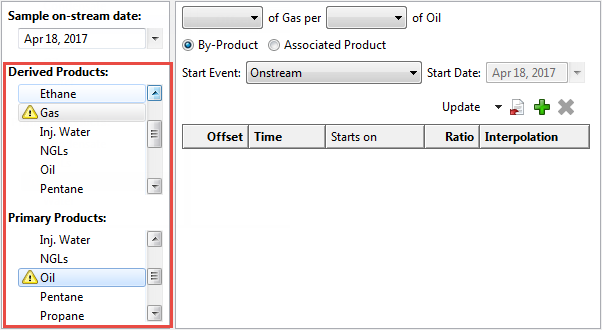 Sample on-stream date:
Apr 18, 2017
Derived Products:
Ethane
Gas
Inj. Water
NGLs
Oil
Pentane
Primary Products:
Inj. Water
NGLs
Oil
Pentane
Propane
of Gas per of Oil
By-Product Associated Product
Start Event: Onstream Start Date: Apr 18, 2017
Update
Offset Time Starts on Ratio Interpolation